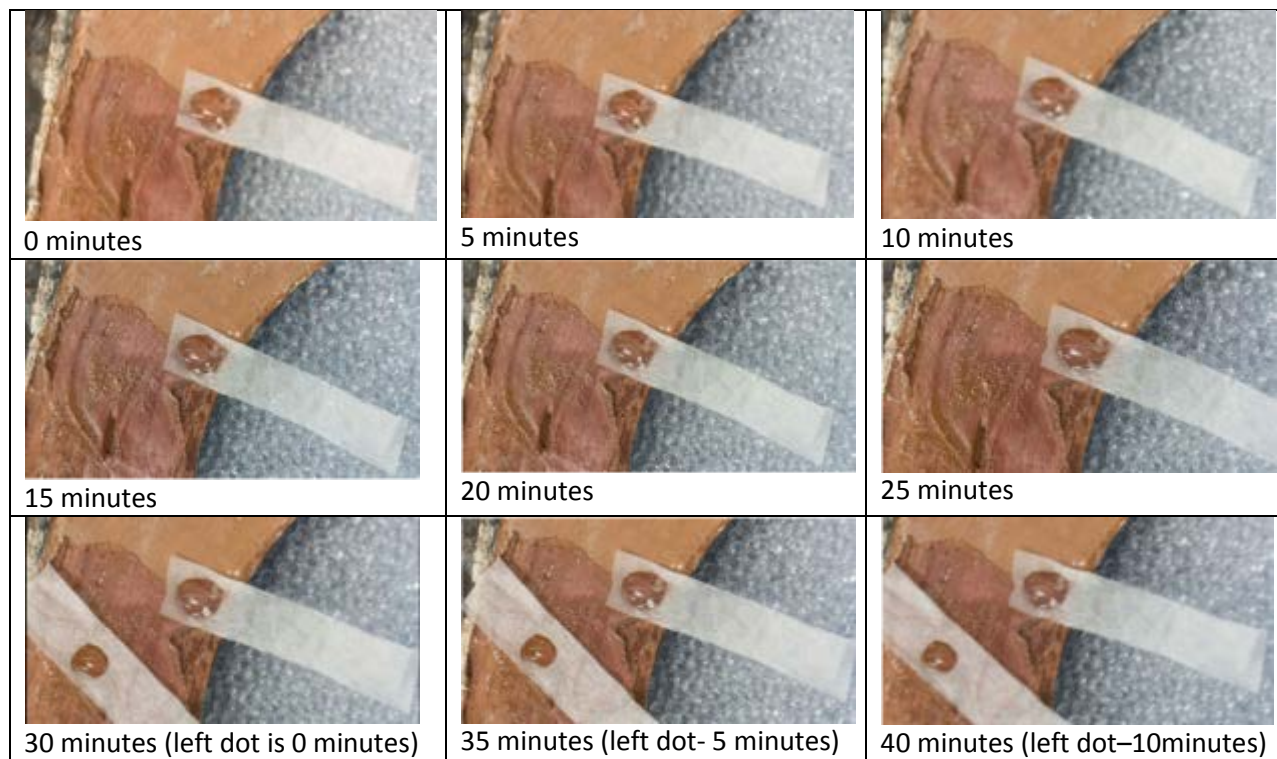 0 minutes
5 minutes
10 minutes
15 minutes
20 minutes
25 minutes
30 minutes (left dot is 0 minutes)
35 minutes (left dot- 5 minutes)
40 minutes (left dot–10minutes)